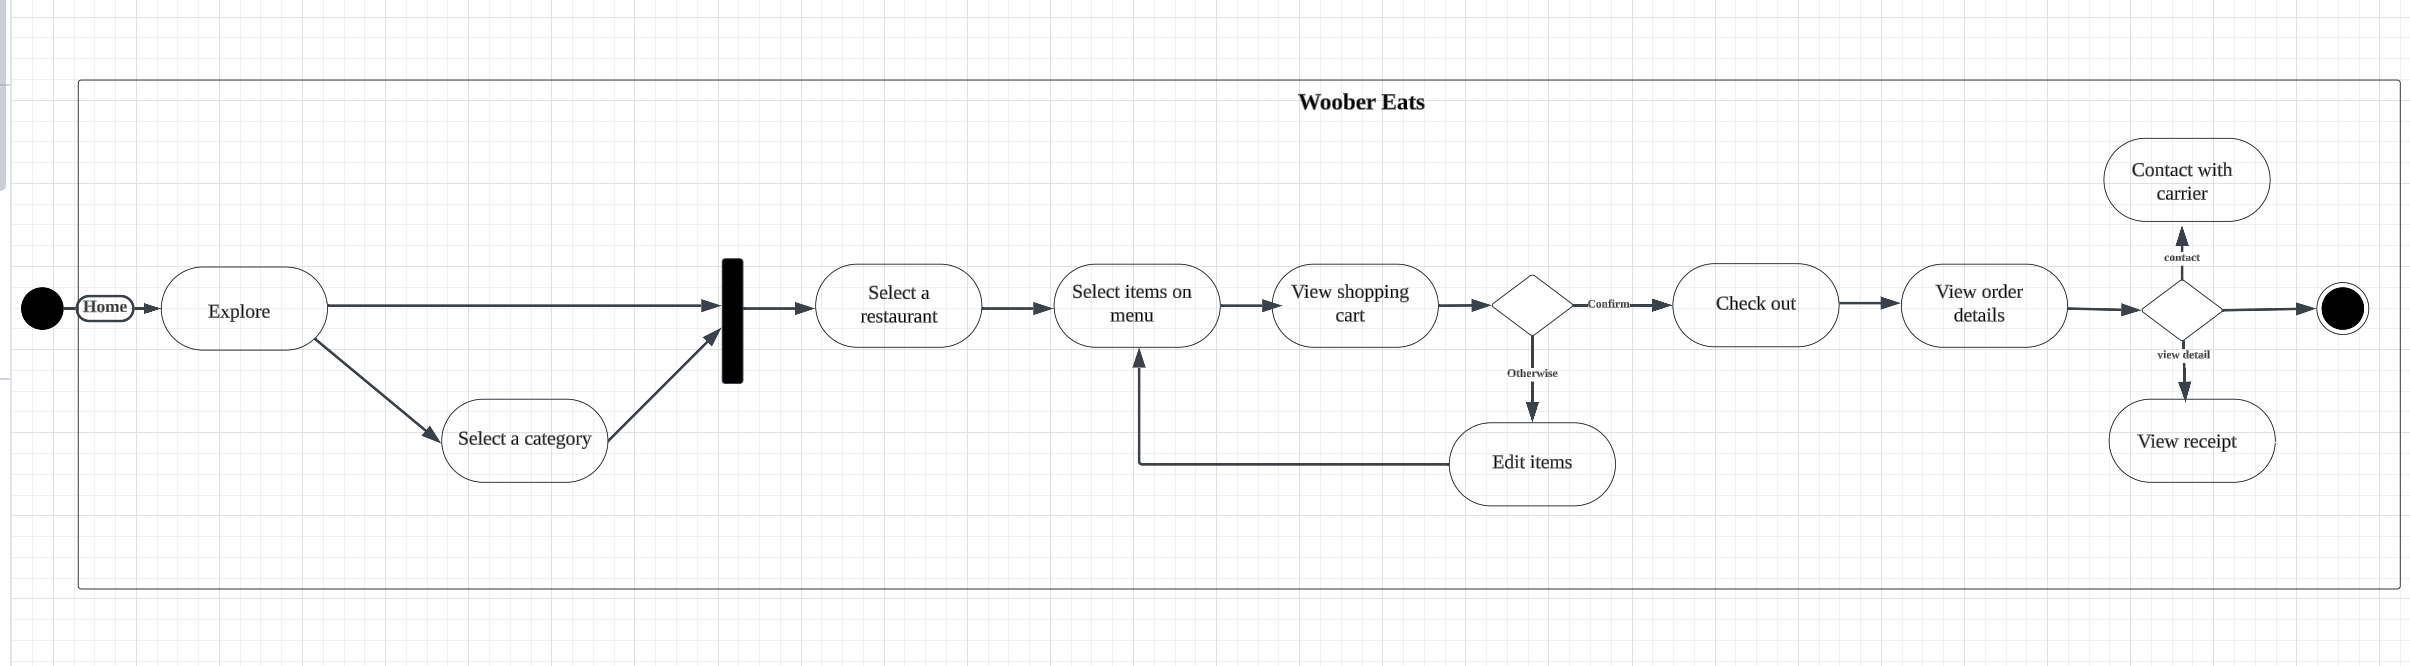 Woober Eats
Home
Explore
Select a category
Select a
restaurant
Select items on
menu
View shopping
cart
Confirm
Otherwise
Edit items
Check out
View order
details
Contact with
carrier
contact
view detail
View receipt